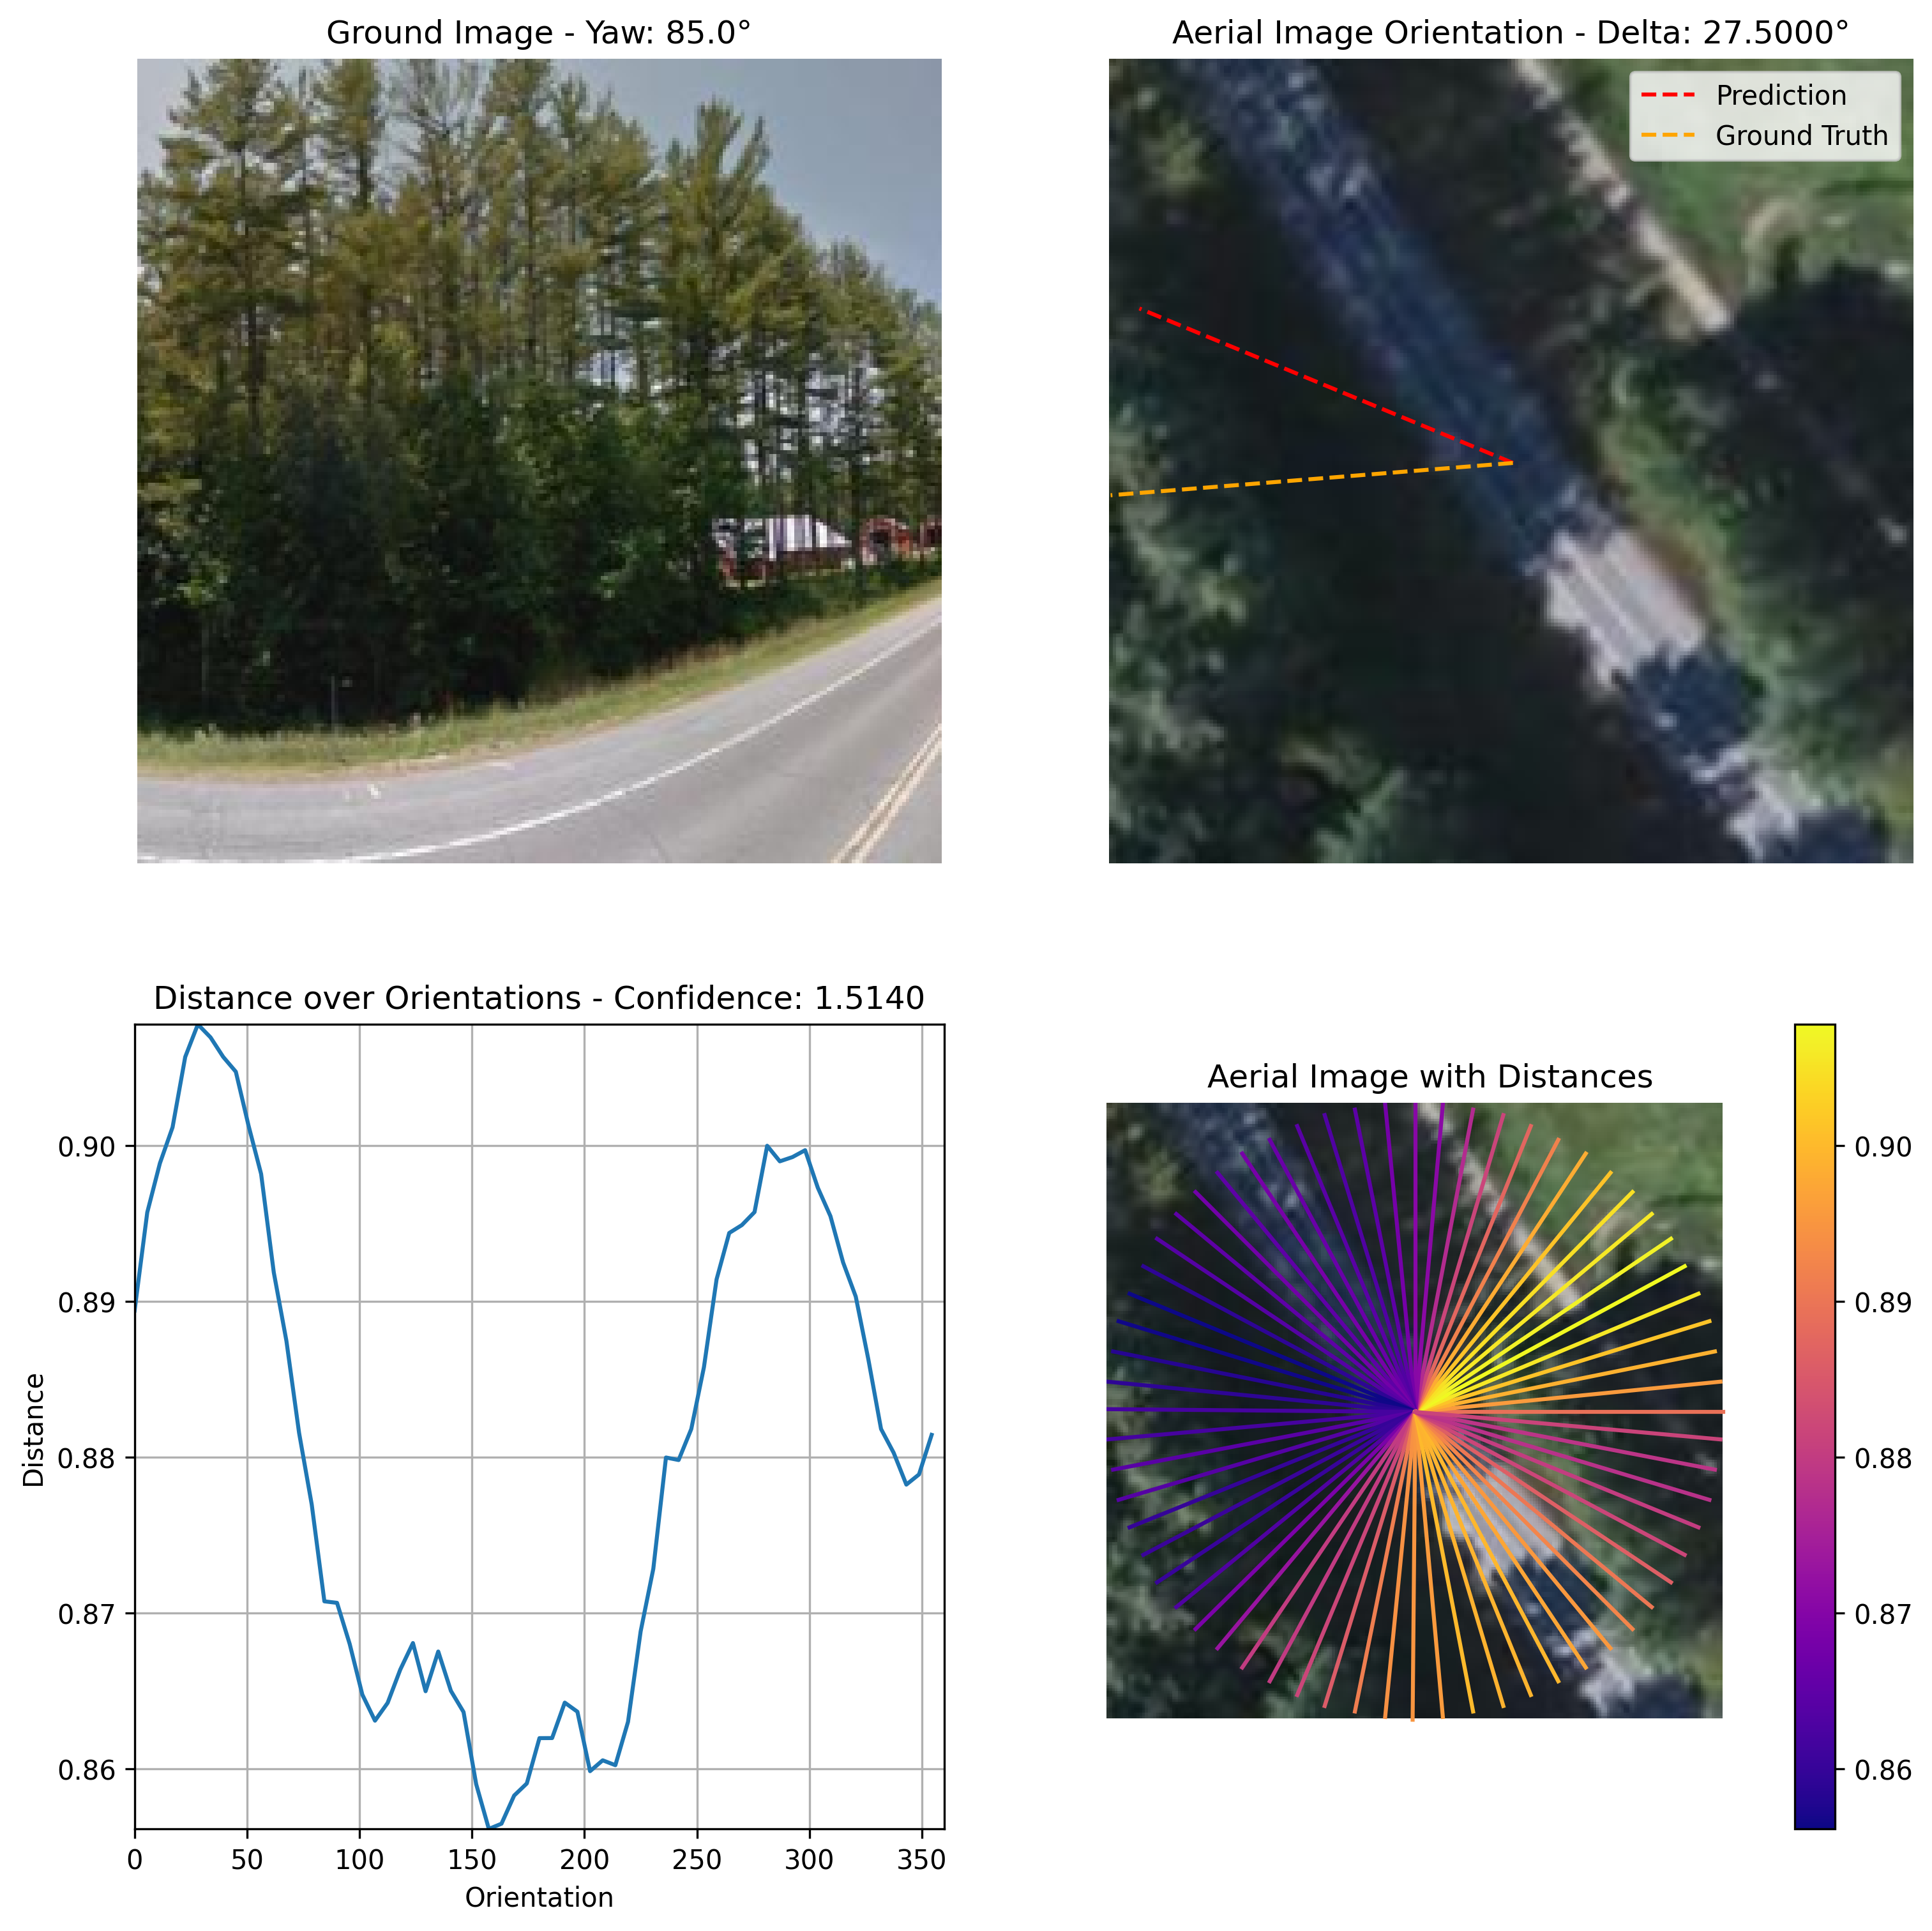 Ground Image - Yaw: 85.0°
Aerial Image Orientation - Delta: 27.5000°
Prediction
Ground Truth
Distance over Orientations - Confidence: 1.5140
Distance
0.90
0.89
0.88
0.87
0.86
0
50
100
150
200
250
300
350
Orientation
Aerial Image with Distances
0.90
0.89
0.88
0.87
0.86